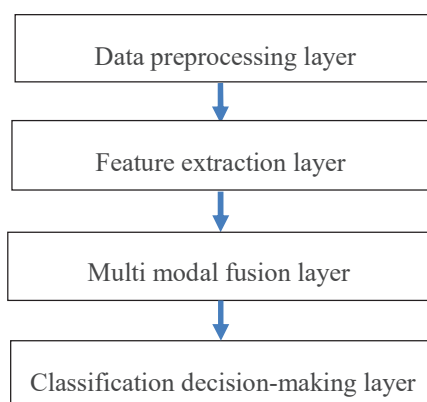 Data preprocessing layer
Feature extraction layer
Multi modal fusion layer
Classification decision-making layer